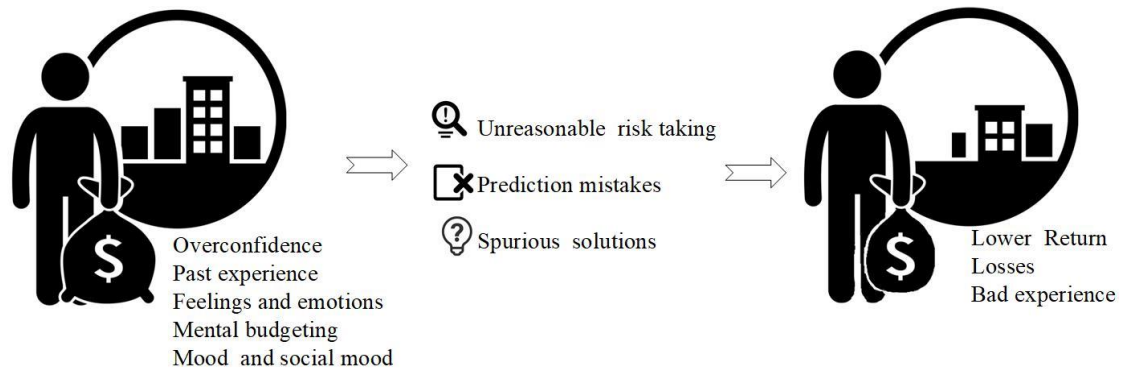 $
Overconfidence
Past experience
Feelings and emotions
Mental budgeting
Mood and social mood
! Unreasonable risk taking
Prediction mistakes
? Spurious solutions
$
Lower Return
Losses
Bad experience